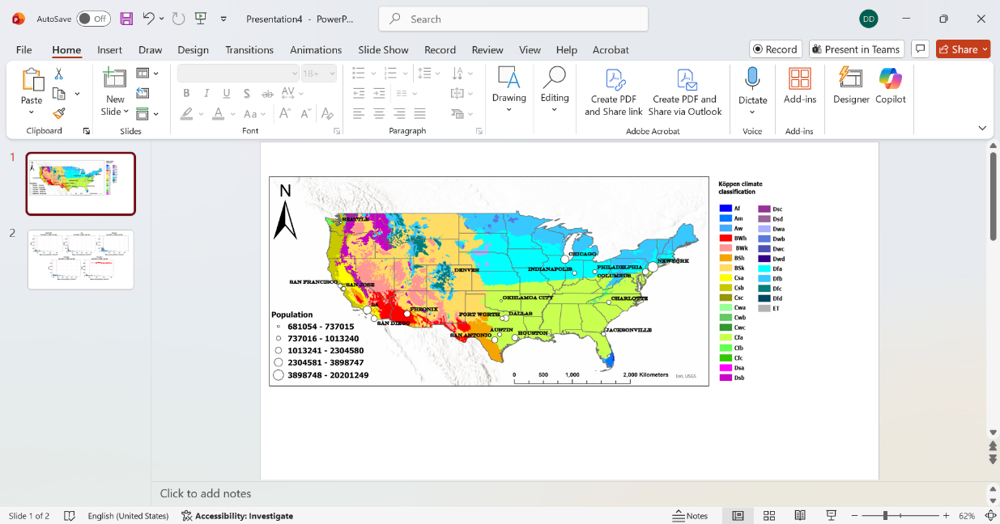 AutoSave Off Presentation4 - PowerP... Search DD
File Home Insert Draw Design Transitions Animations Slide Show Record Review View Help Acrobat Record Present in Teams Share
Paste New Slide 18+ Drawing Editing Create PDF and Share link Create PDF and Share via Outlook Dictate Add-ins Designer Copilot
B I U S ab AV
A Aa A A A
Clipboard Slides Font Paragraph Adobe Acrobat Voice Add-ins
1
2
N
SEATTLE
CHICAGO
NEWYORK
INDIANAPOLIS
PHILADELPHIA
COLUMBUS
DENVER
SAN FRANCISCO
SAN JOSE
OKHLAMOA CITY
CHARLOTTE
LA
PHEONIX
FORT WORTH
DALLAS
SAN DIEGO
AUSTIN
SAN ANTONIO
HOUSTON
JACKSONVILLE
Population
681054 - 737015
737016 - 1013240
1013241 - 2304580
2304581 - 3898747
3898748 - 20201249
0 500 1,000 2,000 Kilometers
Esri, USGS
Köppen climate
classification
Af
Am
Aw
BWh
BWk
BSh
BSk
Csa
Csb
Csc
Cwa
Cwb
Cwc
Cfa
Cfb
Cfc
Dsa
Dsb
Dsc
Dsd
Dwa
Dwb
Dwc
Dwd
Dfa
Dfb
Dfc
Dfd
ET
Click to add notes
Slide 1 of 2 English (United States) Accessibility: Investigate Notes 62%